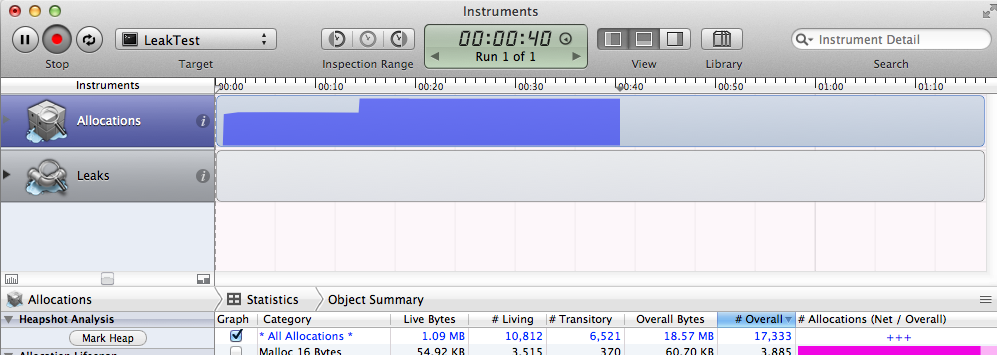 Instruments
LeakTest
00:00:40
Run 1 of 1
Instrument Detail
Stop
Target
Inspection Range
View
Library
Search
Instruments
00:00 00:10 00:20 00:30 00:40 00:50 01:00 01:10
Allocations
Leaks
Allocations
Statistics
Object Summary
Heapshot Analysis
Mark Heap
Graph Category Live Bytes # Living # Transitory Overall Bytes # Overall # Allocations (Net / Overall)
* All Allocations * 1.09 MB 10,812 6,521 18.57 MB 17,333 +++
Malloc 16 Bytes 54.92 KB 3,515 370 60.70 KB 3,885
Allocation Lifespan